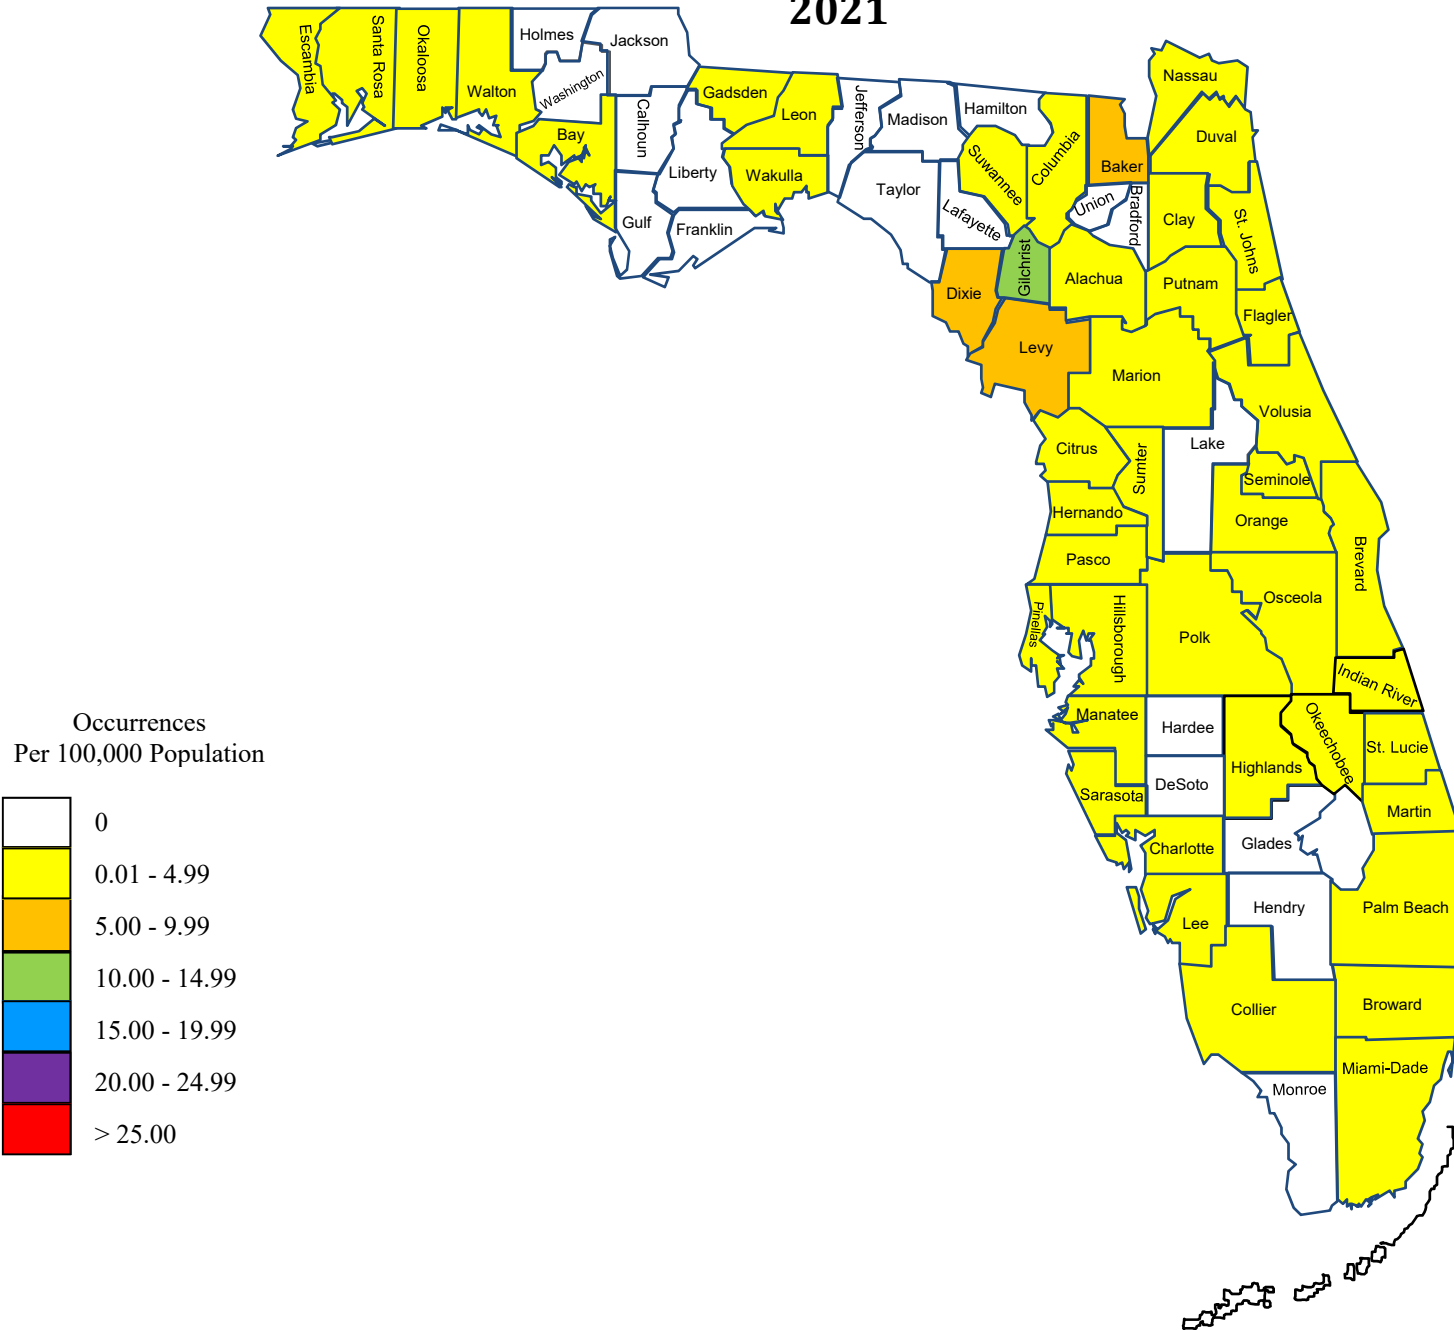 2021
Escambia
Santa Rosa
Okaloosa
Walton
Holmes
Jackson
Washington
Bay
Calhoun
Gadsden
Leon
Liberty
Wakulla
Gulf
Franklin
Jefferson
Madison
Hamilton
Taylor
Suwannee
Lafayette
Columbia
Baker
Nassau
Duval
Union
Bradford
Clay
St. Johns
Dixie
Gilchrist
Alachua
Putnam
Flagler
Levy
Marion
Volusia
Citrus
Sumter
Lake
Seminole
Hernando
Orange
Pasco
Brevard
Pinellas
Hillsborough
Polk
Osceola
Indian River
Manatee
Hardee
Highlands
Okeechobee
St. Lucie
Sarasota
DeSoto
Martin
Charlotte
Glades
Lee
Hendry
Palm Beach
Collier
Broward
Miami-Dade
Monroe
Occurrences
Per 100,000 Population
0
0.01 - 4.99
5.00 - 9.99
10.00 - 14.99
15.00 - 19.99
20.00 - 24.99
> 25.00